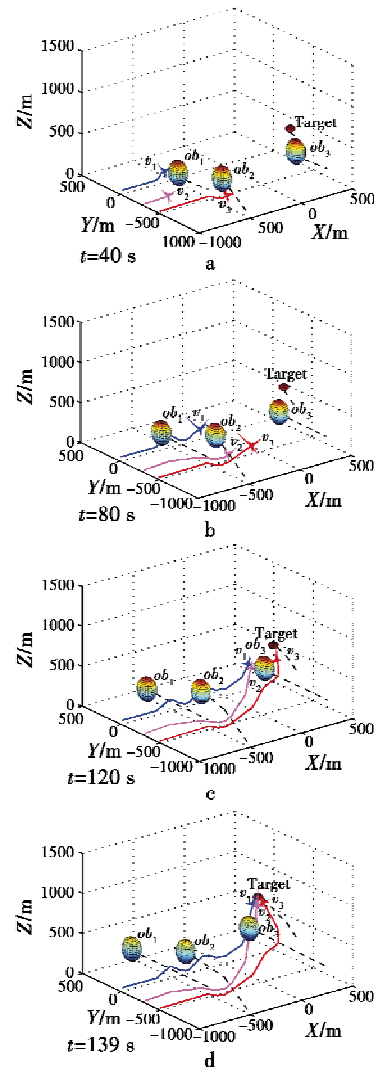 1500
1000
Z/m
500
Target
v₁
ob₁
ob₃
0
v₂
ob₂
500
0
v₃
500
Y/m
-500
0
500
X/m
1000
-1000
t=40 s
a
1500
1000
Z/m
Target
500
ob₁
v₁
ob₂
ob₃
0
v₂
500
0
500
Y/m
-500
0
-500
X/m
-1000
-1000
t=80 s
b
1500
1000
Z/m
Target
500
v₁
ob₃
v₃
ob₁
ob₂
v₂
0
500
0
500
Y/m
-500
0
-500
X/m
-1000
-1000
t=120 s
c
1500
1000
Z/m
Target
v₃
500
v₂
ob₁
ob₂
ob
0
500
0
500
Y/m
-500
0
-500
X/m
-1000
-1000
t=139 s
d